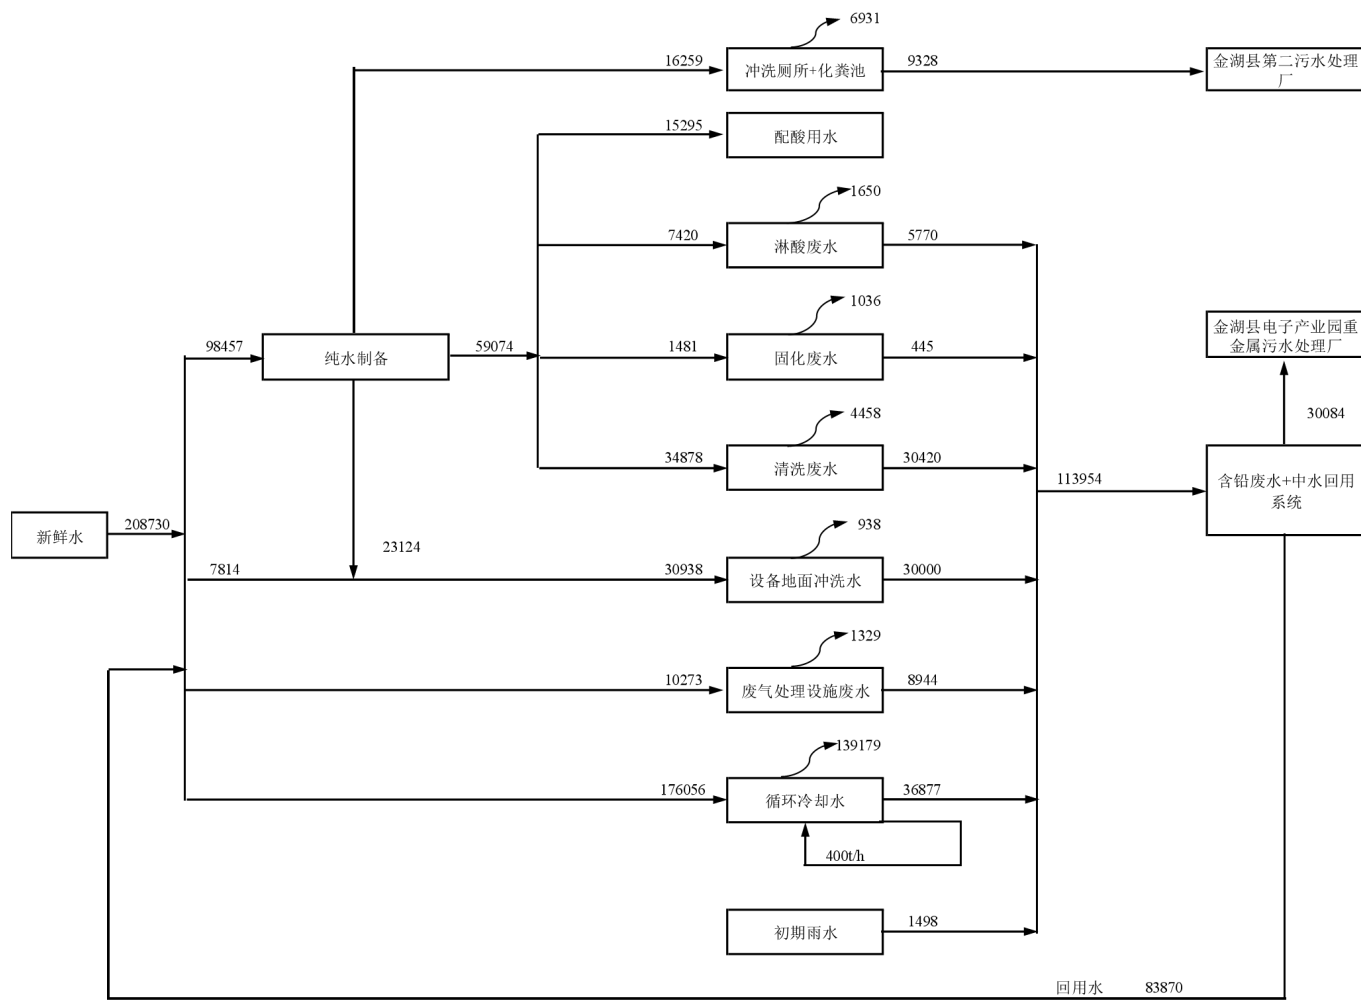 6931
16259
冲洗厕所+化粪池
9328
金湖县第二污水处理
厂
15295
配酸用水
1650
7420
淋酸废水
5770
1036
金湖县电子产业园重
金属污水处理厂
98457
纯水制备
59074
1481
固化废水
445
30084
4458
34878
清洗废水
30420
113954
含铅废水+中水回用
系统
新鲜水
208730
23124
938
7814
30938
设备地面冲洗水
30000
1329
10273
废气处理设施废水
8944
139179
176056
循环冷却水
36877
400t/h
初期雨水
1498
回用水 83870